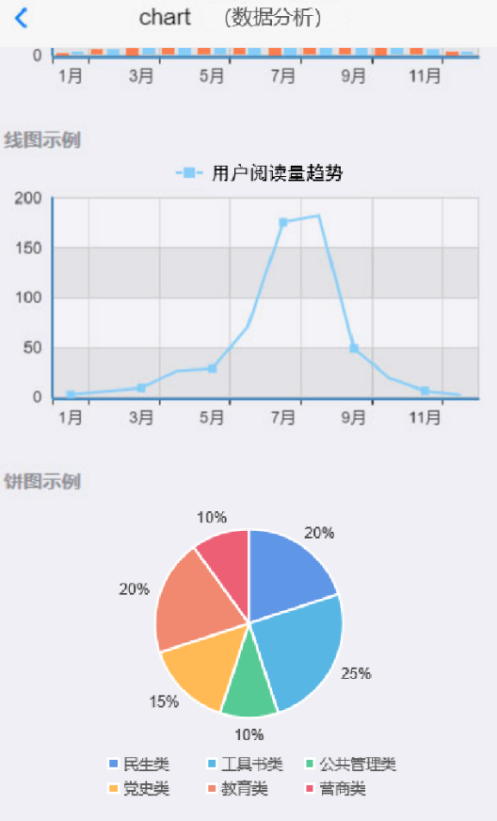 chart （数据分析）
0
1月 3月 5月 7月 9月 11月
线图示例
用户阅读量趋势
200
150
100
50
0
1月 3月 5月 7月 9月 11月
饼图示例
10% 20%
20%
25%
15%
10%
民生类 工具书类 公共管理类
党史类 教育类 营商类